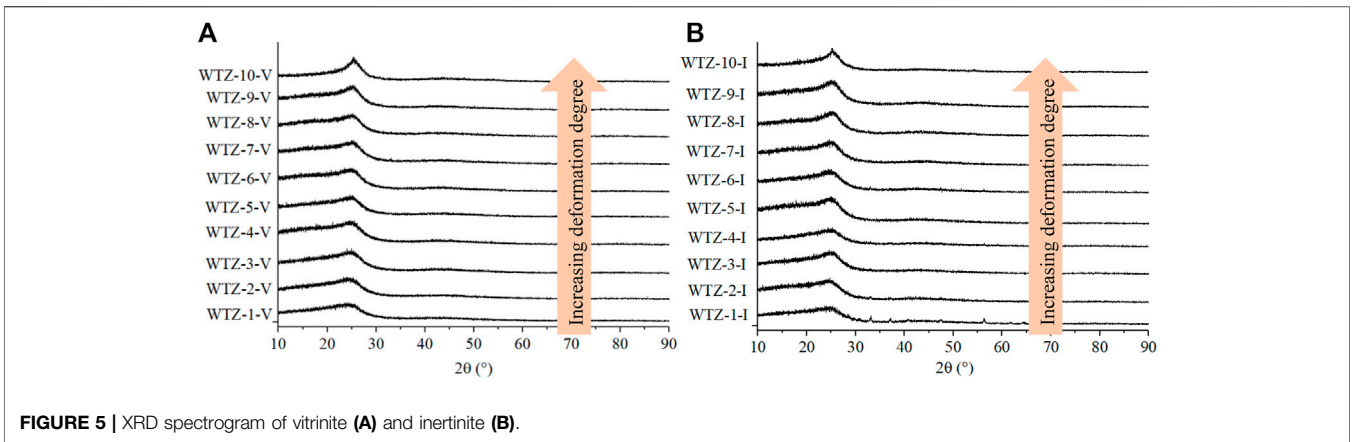 A
WTZ-10-V
WTZ-9-V
WTZ-8-V
WTZ-7-V
WTZ-6-V
WTZ-5-V
WTZ-4-V
WTZ-3-V
WTZ-2-V
WTZ-1-V
Increasing deformation degree
10 20 30 40 50 60 70 80 90
2θ (°)
B
WTZ-10-I
WTZ-9-I
WTZ-8-I
WTZ-7-I
WTZ-6-I
WTZ-5-I
WTZ-4-I
WTZ-3-I
WTZ-2-I
WTZ-1-I
Increasing deformation degree
10 20 30 40 50 60 70 80 90
2θ (°)
FIGURE 5 | XRD spectrogram of vitrinite (A) and inertinite (B).